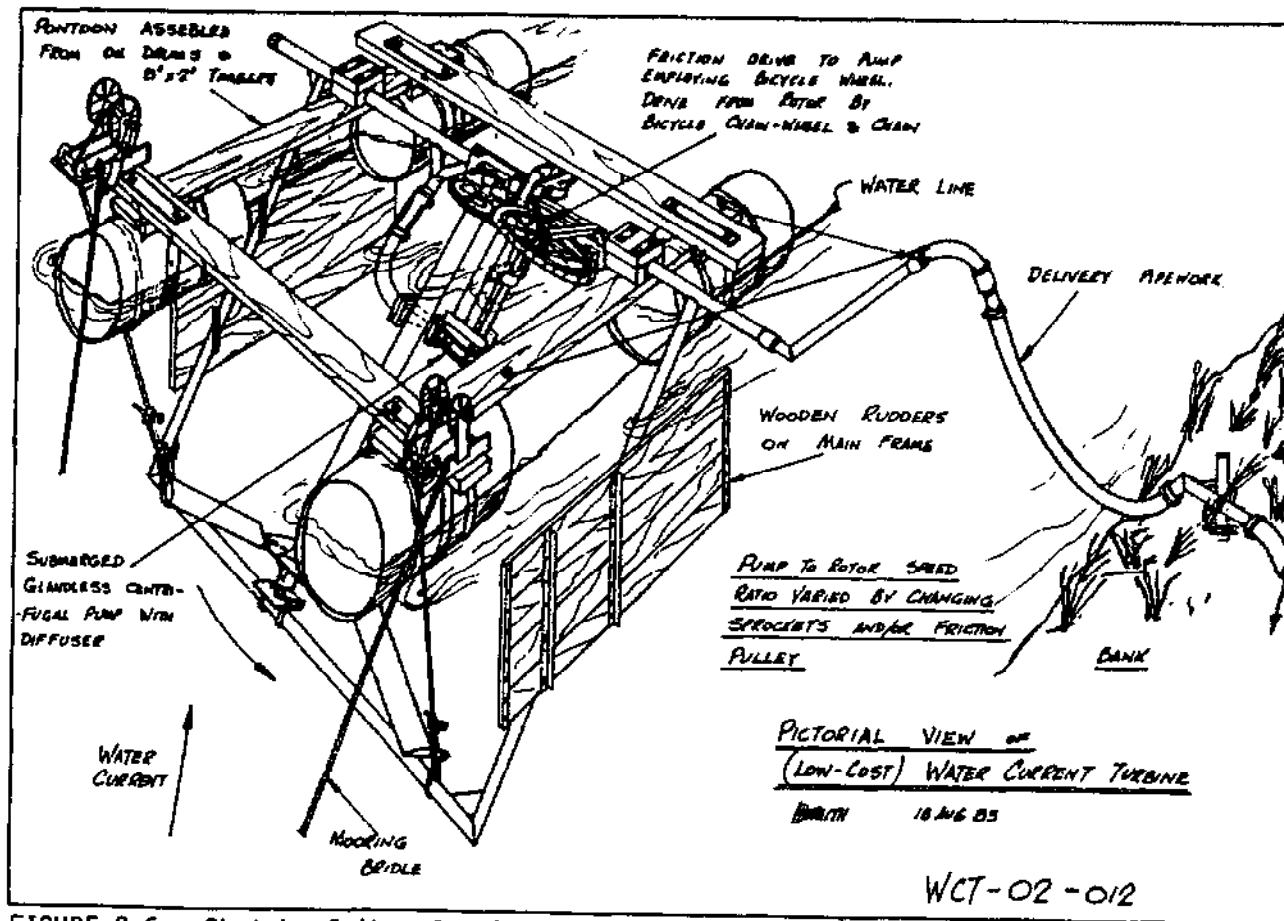 PONTOON ASSEMBLED
FROM OIL DRUMS &
8"x2" TIMBERS
FRICTION DRIVE TO PUMP
EMPLOYING BICYCLE WHEEL.
DRIVE FROM ROTOR BY
BICYCLE CHAIN-WHEEL & CHAIN
WATER LINE
DELIVERY PIPEWORK
WOODEN RUDDERS
ON MAIN FRAME
SUBMERGED
GLANDLESS CENTRI-
-FUGAL PUMP WITH
DIFFUSER
PUMP TO ROTOR SPEED
RATIO VARIED BY CHANGING
SPROCKETS AND/OR FRICTION
PULLEY
BANK
WATER
CURRENT
MOORING
BRIDLE
PICTORIAL VIEW OF
(LOW-COST) WATER CURRENT TURBINE
AUG 83
WCT-02-012
FIGURE